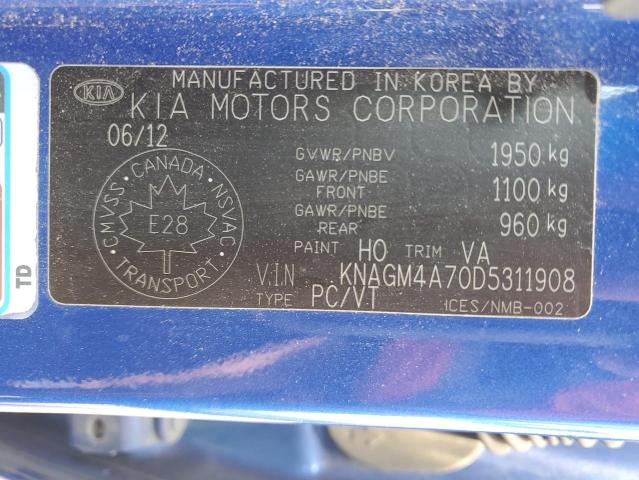 MANUFACTURED IN KOREA BY
KIA
KIA MOTORS CORPORATION
06/12
GVWR/PNBV 1950 kg
GAWR/PNBE FRONT 1100 kg
GAWR/PNBE REAR 960 kg
CMVSS · CANADA · NSVAC
E28
TRANSPORT
PAINT HO TRIM VA
V.I.N KNAGM4A70D5311908
TYPE PC/VT ICES/NMB-002
TD